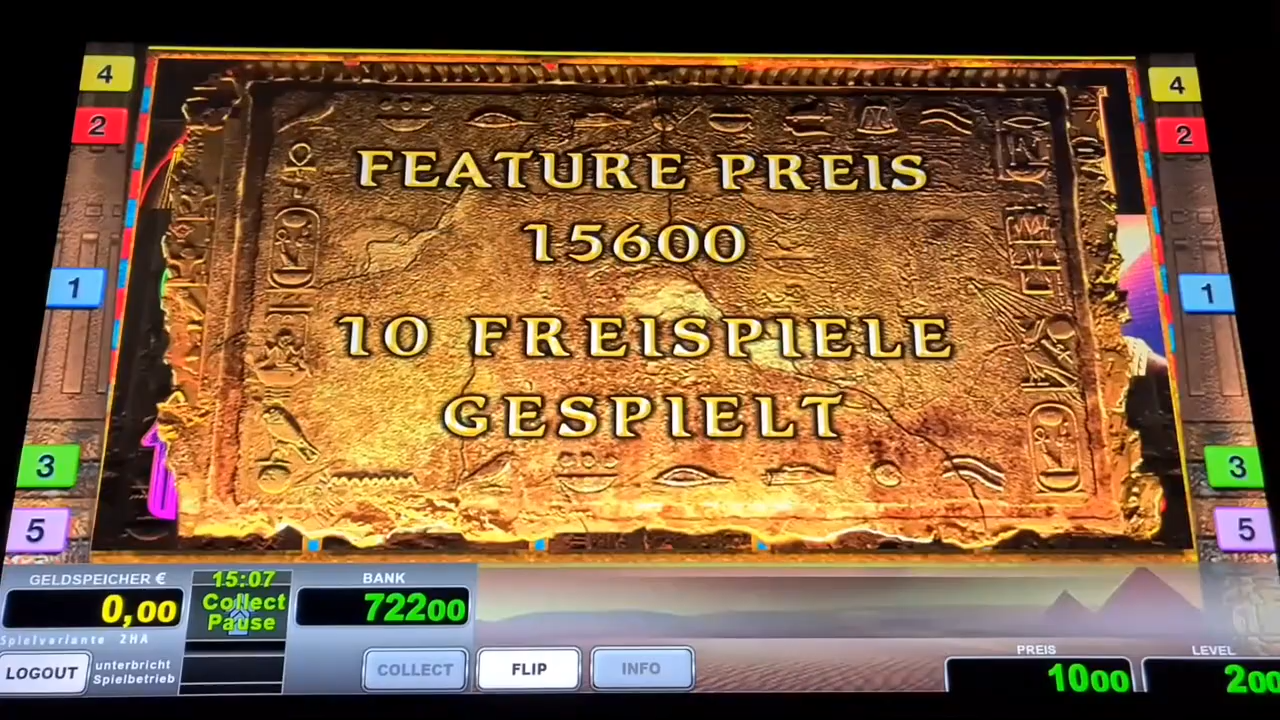 4
4
2
2
FEATURE PREIS
15600
1
1
10 FREISPIELE
GESPIELT
3
3
5
5
GELDSPEICHER €
15:07
BANK
0,00
Collect
Pause
72200
Spielvariante 2HA
LOGOUT
unterbricht
Spielbetrieb
COLLECT
FLIP
INFO
PREIS
LEVEL
1000
200